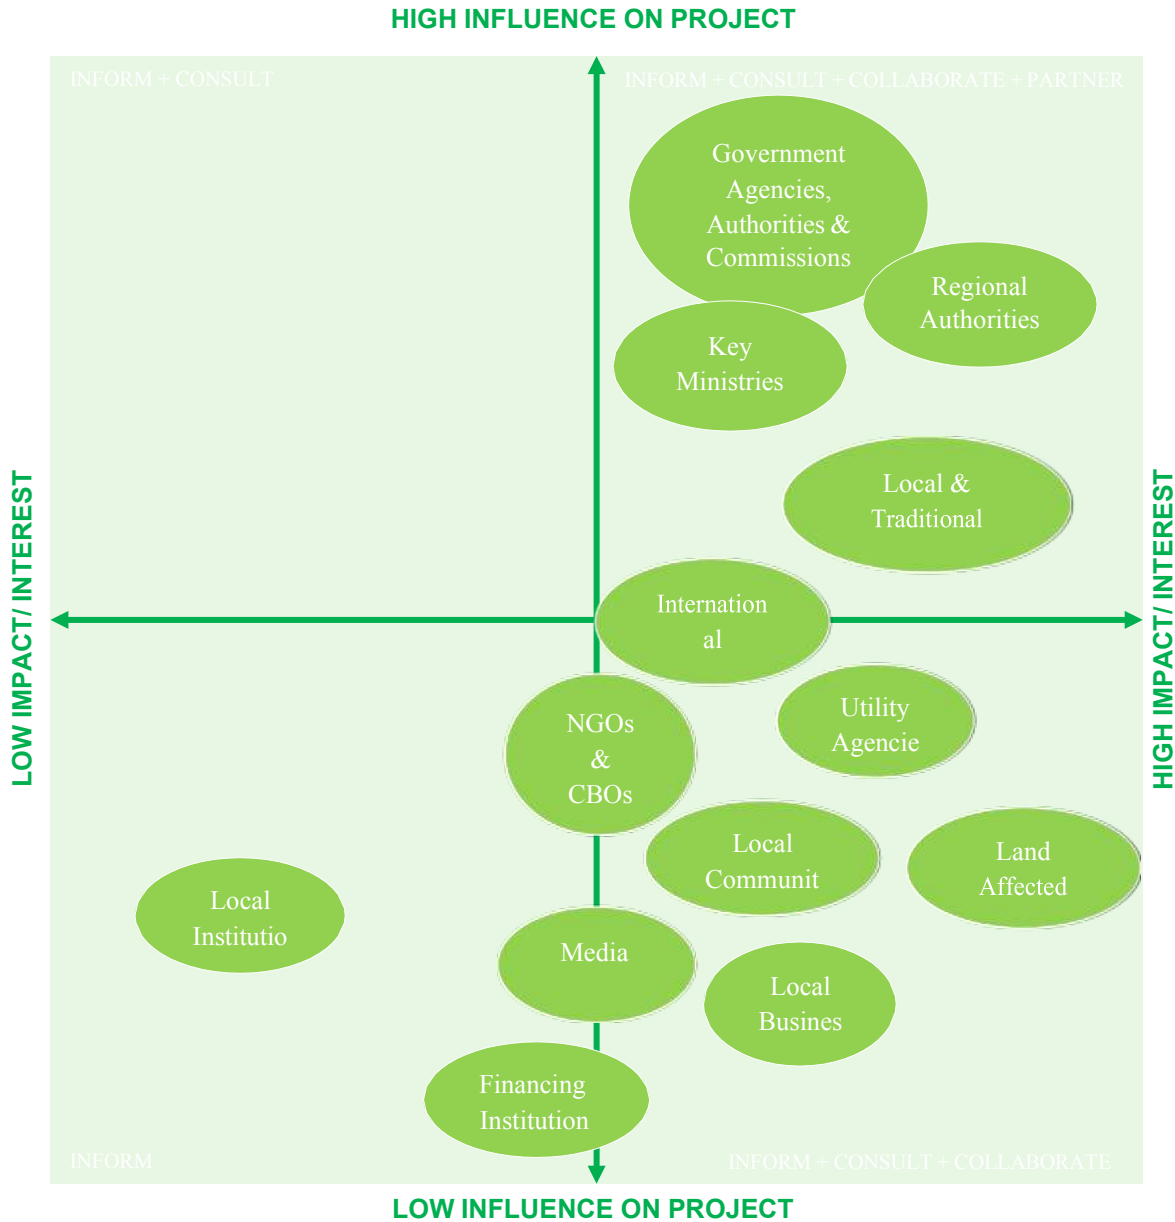 HIGH INFLUENCE ON PROJECT
INFORM + CONSULT
INFORM + CONSULT + COLLABORATE + PARTNER
Government
Agencies,
Authorities &
Commissions
Regional
Authorities
Key
Ministries
Local &
Traditional
LOW IMPACT/ INTEREST
HIGH IMPACT/ INTEREST
Internation
al
NGOs
&
CBOs
Utility
Agencie
Local
Communit
Land
Affected
Local
Institutio
Media
Local
Busines
Financing
Institution
INFORM
INFORM + CONSULT + COLLABORATE
LOW INFLUENCE ON PROJECT